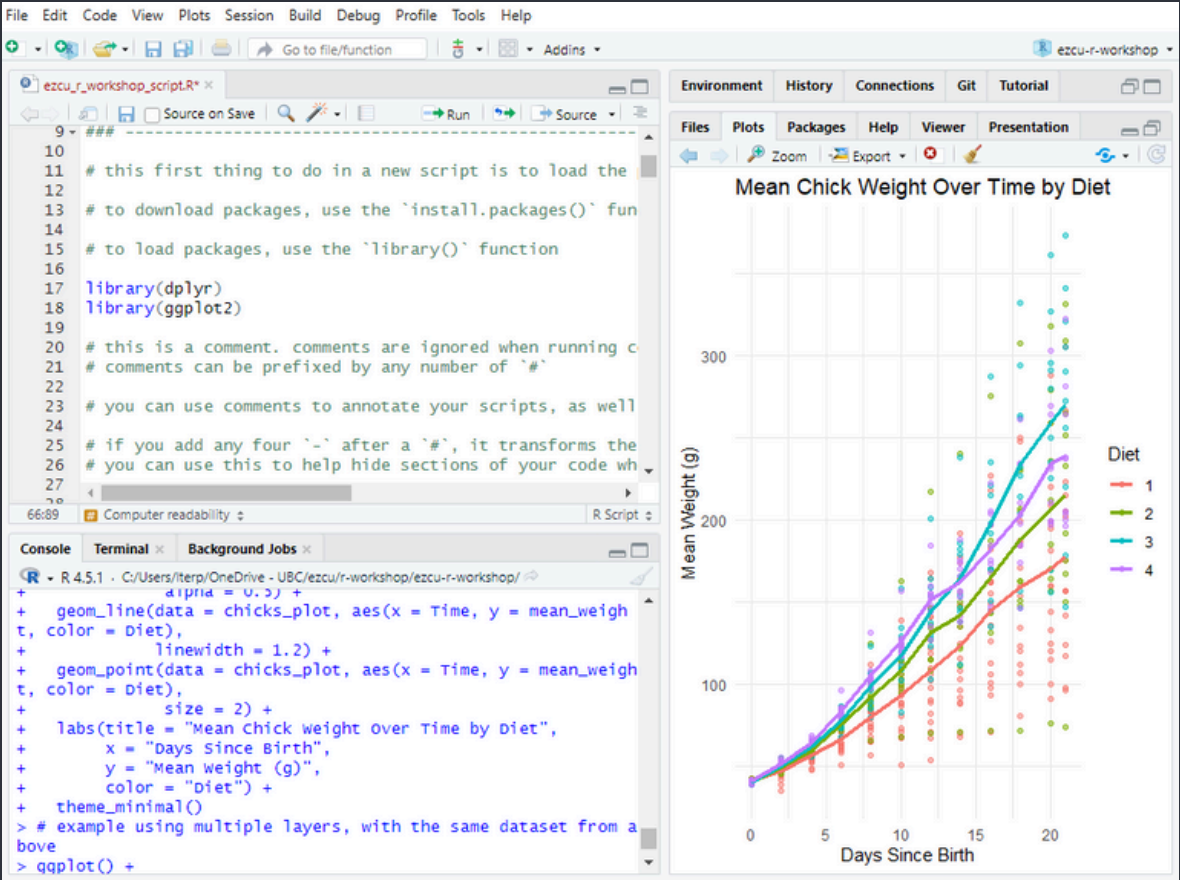 File Edit Code View Plots Session Build Debug Profile Tools Help
Go to file/function Addins ezcu-r-workshop
ezcu_r_workshop_script.R*
Source on Save Run Source
9 ### ----------------------------------------------------
10
11 # this first thing to do in a new script is to load the
12
13 # to download packages, use the `install.packages()` fun
14
15 # to load packages, use the `library()` function
16
17 library(dplyr)
18 library(ggplot2)
19
20 # this is a comment. comments are ignored when running c
21 # comments can be prefixed by any number of `#`
22
23 # you can use comments to annotate your scripts, as well
24
25 # if you add any four `-` after a `#`, it transforms the
26 # you can use this to help hide sections of your code wh
27
28
66:89 # Computer readability R Script
Console Terminal Background Jobs
R R 4.5.1 · C:/Users/lterp/OneDrive - UBC/ezcu/r-workshop/ezcu-r-workshop/
+ alpha = 0.5) +
+ geom_line(data = chicks_plot, aes(x = Time, y = mean_weigh
t, color = Diet),
+ linewidth = 1.2) +
+ geom_point(data = chicks_plot, aes(x = Time, y = mean_weigh
t, color = Diet),
+ size = 2) +
+ labs(title = "Mean Chick Weight Over Time by Diet",
+ x = "Days Since Birth",
+ y = "Mean Weight (g)",
+ color = "Diet") +
+ theme_minimal()
> # example using multiple layers, with the same dataset from a
bove
> ggplot() +
Environment History Connections Git Tutorial
Files Plots Packages Help Viewer Presentation
Zoom Export
Mean Chick Weight Over Time by Diet
Mean Weight (g)
300
200
100
0 5 10 15 20
Days Since Birth
Diet
1
2
3
4